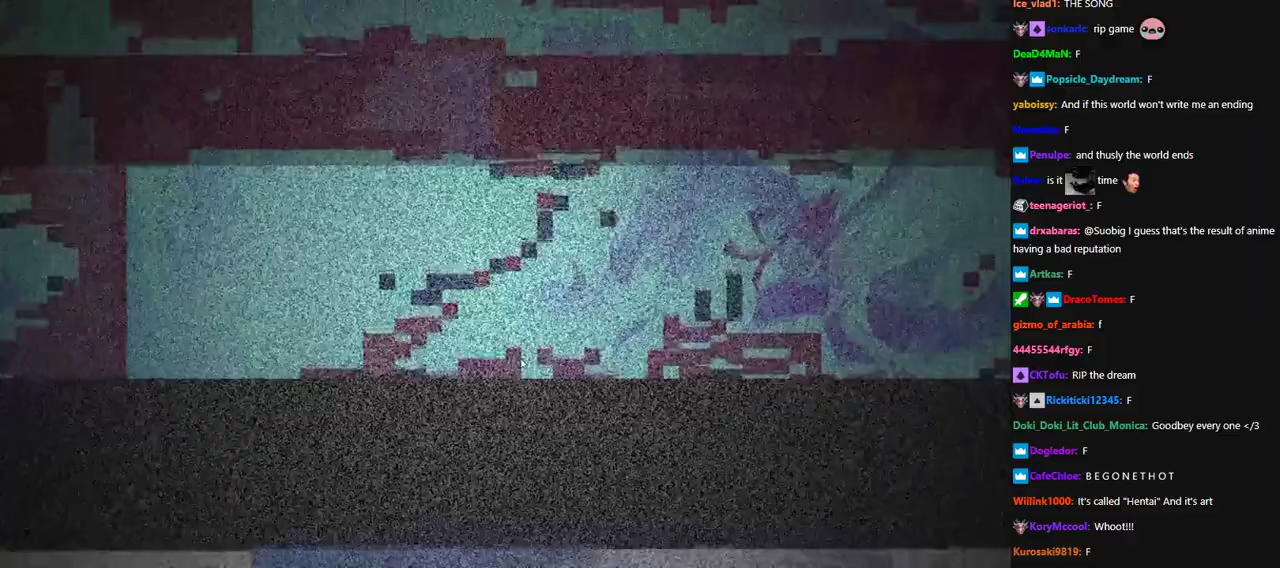 Ice_vlad1: THE SONG
sonkarlc: rip game
DeaD4MaN: F
Popsicle_Daydream: F
yaboissy: And if this world won't write me an ending
F
Penulpe: and thusly the world ends
is it time
teenageriot_: F
drxabaras: @Suobig I guess that's the result of anime
having a bad reputation
Artkas: F
DracoTomes: F
gizmo_of_arabia: f
44455544rfgy: F
CKTofu: RIP the dream
Rickiticki12345: F
Doki_Doki_Lit_Club_Monica: Goodbey every one </3
Dogledor: F
CafeChloe: B E G O N E T H O T
Wiilink1000: It's called "Hentai" And it's art
KoryMccool: Whoot!!!
Kurosaki9819: F